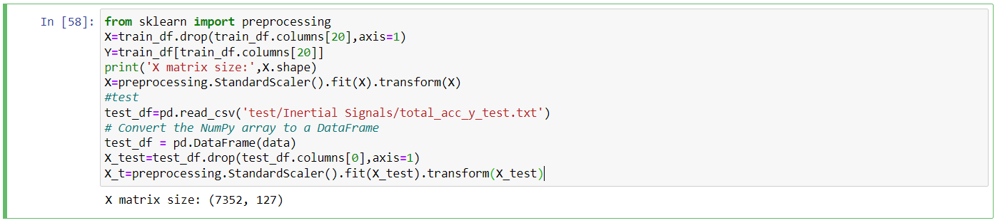 In [58]: from sklearn import preprocessing
X=train_df.drop(train_df.columns[20],axis=1)
Y=train_df[train_df.columns[20]]
print('X matrix size:',X.shape)
X=preprocessing.StandardScaler().fit(X).transform(X)
#test
test_df=pd.read_csv('test/Inertial Signals/total_acc_y_test.txt')
# Convert the NumPy array to a DataFrame
test_df = pd.DataFrame(data)
X_test=test_df.drop(test_df.columns[0],axis=1)
X_t=preprocessing.StandardScaler().fit(X_test).transform(X_test)
X matrix size: (7352, 127)